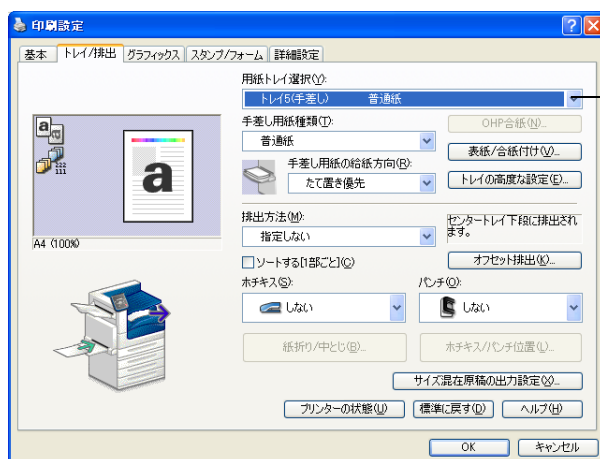 印刷設定
基本 トレイ/排出 グラフィックス スタンプ/フォーム 詳細設定
用紙トレイ選択(Y):
トレイ5(手差し) 普通紙
手差し用紙種類(T):
普通紙
OHP合紙(N)...
表紙/合紙付け(V)...
手差し用紙の給紙方向(R):
たて置き優先
トレイの高度な設定(E)...
A4 (100%)
排出方法(M):
指定しない
センタートレイ下段に排出され
ます。
ソートする[1部ごと](C)
オフセット排出(K)...
ホチキス(S):
しない
パンチ(O):
しない
紙折り/中とじ(B)...
ホチキス/パンチ位置(L)...
サイズ混在原稿の出力設定(X)...
プリンターの状態(U)
標準に戻す(D)
ヘルプ(H)
OK
キャンセル